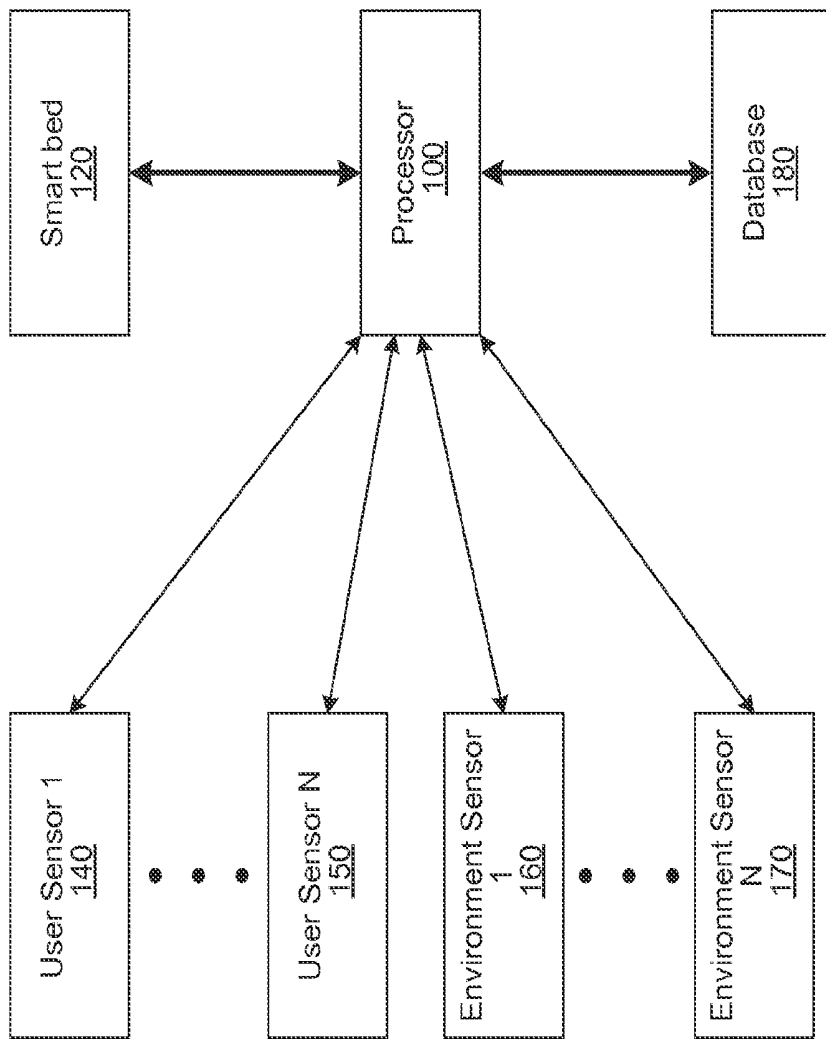 User Sensor 1
140
User Sensor N
150
Environment Sensor
1
160
Environment Sensor
N
170
Smart bed
120
Processor
100
Database
180